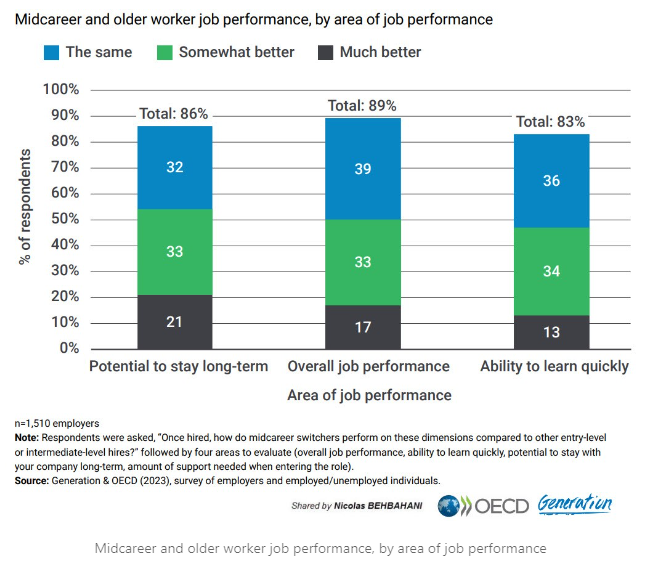 Midcareer and older worker job performance, by area of job performance
The same
Somewhat better
Much better
100%
90%
80%
70%
60%
50%
40%
30%
20%
10%
0%
% of respondents
Total: 86%
32
33
21
Total: 89%
39
33
17
Total: 83%
36
34
13
Potential to stay long-term
Overall job performance
Ability to learn quickly
Area of job performance
n=1,510 employers
Note: Respondents were asked, "Once hired, how do midcareer switchers perform on these dimensions compared to other entry-level
or intermediate-level hires?" followed by four areas to evaluate (overall job performance, ability to learn quickly, potential to stay with
your company long-term, amount of support needed when entering the role).
Source: Generation & OECD (2023), survey of employers and employed/unemployed individuals.
Shared by Nicolas BEHBAHANI
OECD
Generation
Midcareer and older worker job performance, by area of job performance